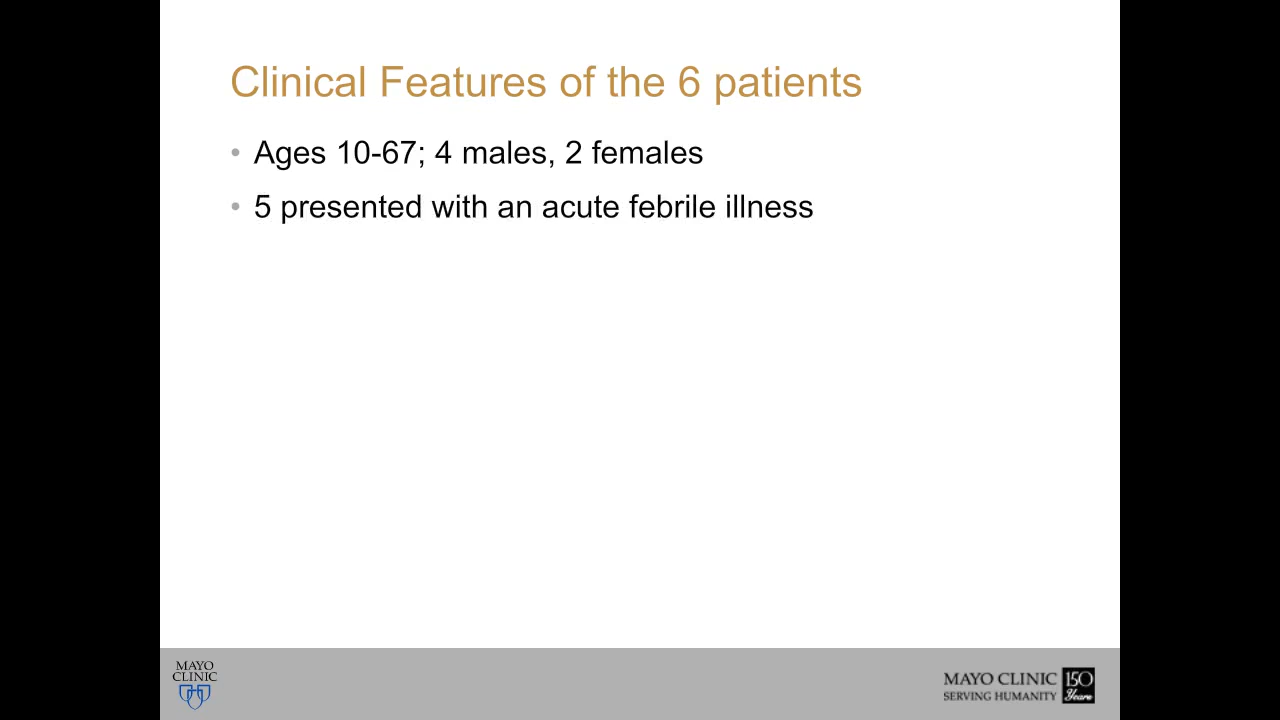 Clinical Features of the 6 patients
• Ages 10-67; 4 males, 2 females
• 5 presented with an acute febrile illness
MAYO
CLINIC
MAYO CLINIC
SERVING HUMANITY
150
Years